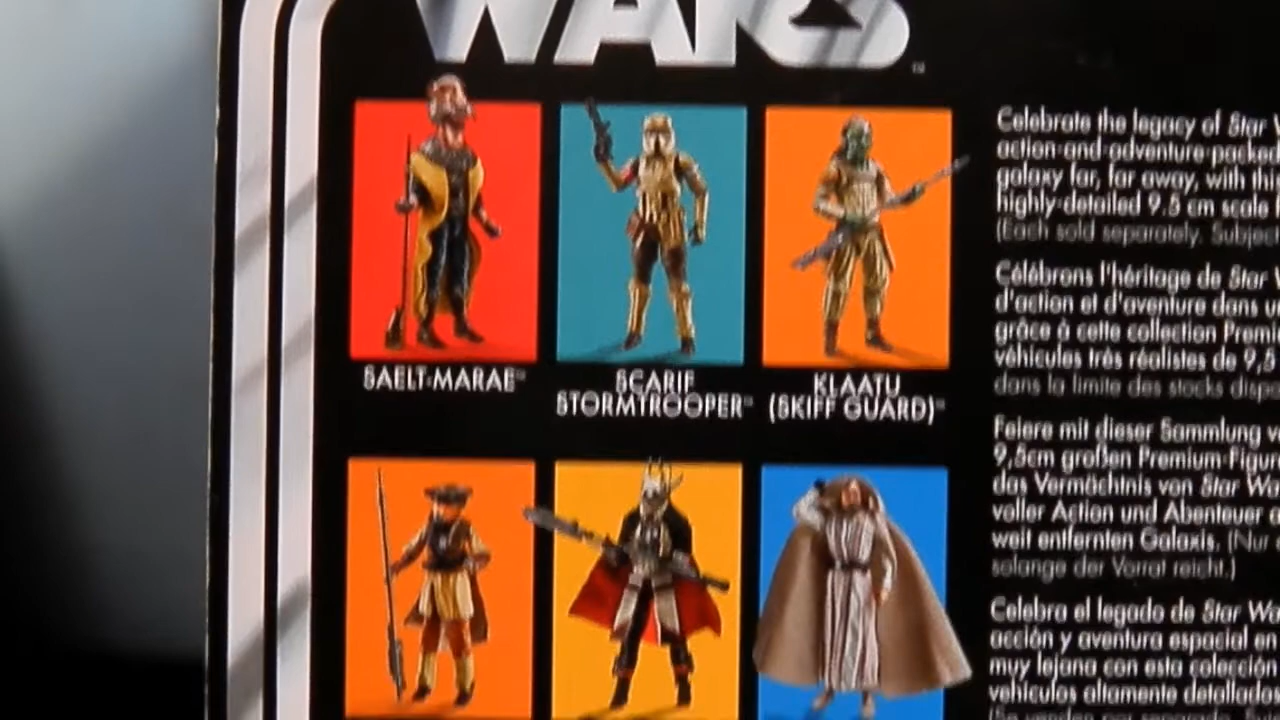 WARS
™
SAELT-MARAE™
SCARIF
STORMTROOPER™
KLAATU
(SKIFF GUARD)™
Celebrate the legacy of Star
action-and-adventure-packed
galaxy far, far away, with thi
highly-detailed 9.5 cm scale
(Each sold separately. Subject
Célébrons l'héritage de Star
d'action et d'aventure dans u
grâce à cette collection Premi
véhicules très réalistes de 9,5
dans la limite des stocks dispo
Feiere mit dieser Sammlung v
9,5cm großen Premium-Figur
das Vermächtnis von Star Wa
voller Action und Abenteuer
weit entfernten Galaxis. (Nur
solange der Vorrat reicht.)
Celebra el legado de Star Wa
acción y aventura espacial en
muy lejana con esta colección
vehículos altamente detallados